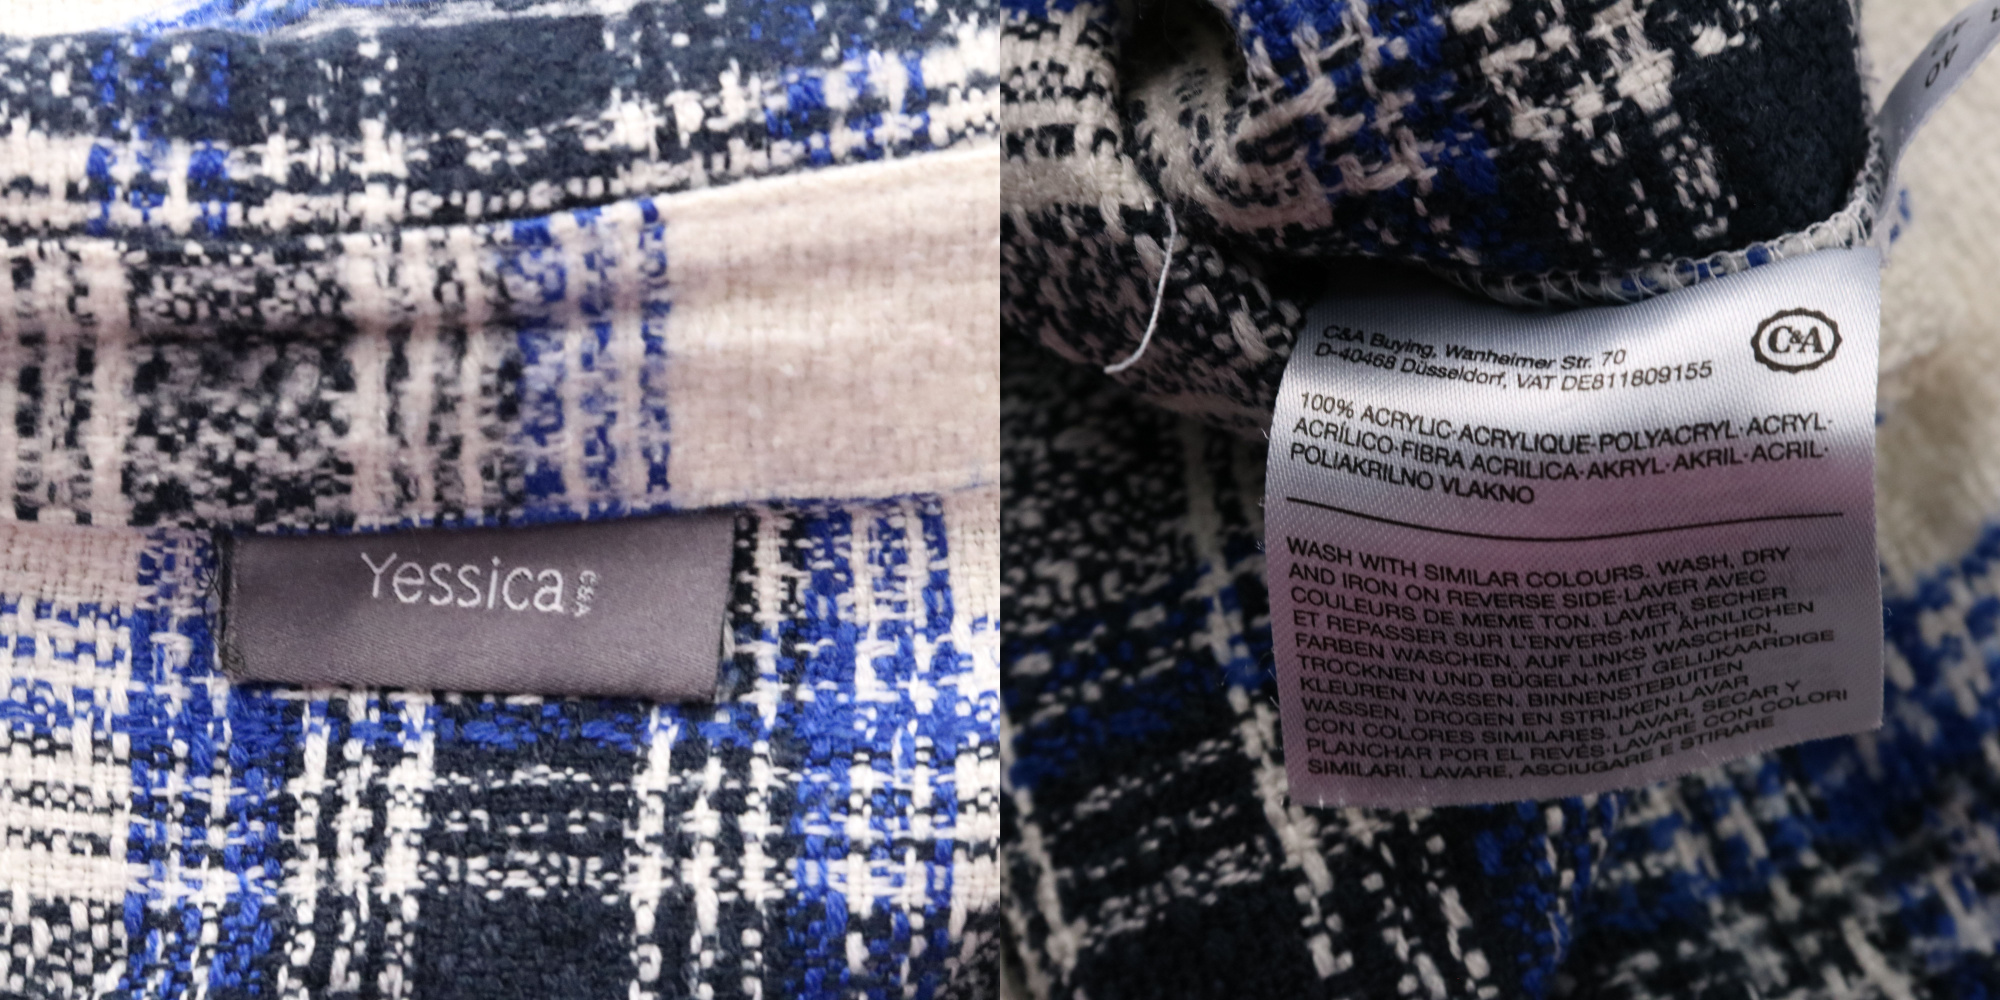 Yessica
C&A
C&A Buying, Wanheimer Str. 70
D-40468 Düsseldorf, VAT DE811809155
C&A
100% ACRYLIC·ACRYLIQUE·POLYACRYL·ACRYL·
ACRÍLICO·FIBRA ACRILICA·AKRYL·AKRIL·ACRIL·
POLIAKRILNO VLAKNO
WASH WITH SIMILAR COLOURS. WASH, DRY
AND IRON ON REVERSE SIDE·LAVER AVEC
COULEURS DE MEME TON. LAVER, SECHER
ET REPASSER SUR L'ENVERS·MIT ÄHNLICHEN
FARBEN WASCHEN, AUF LINKS WASCHEN,
TROCKNEN UND BÜGELN·MET GELIJKAARDIGE
KLEUREN WASSEN. BINNENSTEBUITEN
WASSEN, DROGEN EN STRIJKEN·LAVAR
CON COLORES SIMILARES. LAVAR, SECAR Y
PLANCHAR POR EL REVÉS·LAVARE CON COLORI
SIMILARI. LAVARE, ASCIUGARE E STIRARE